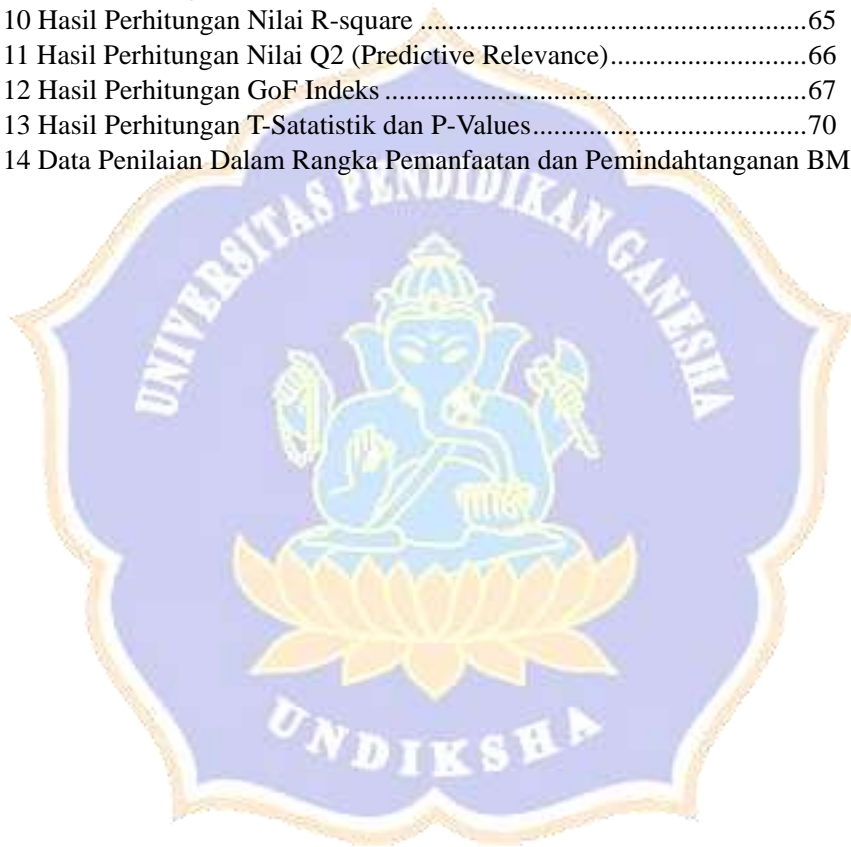 10 Hasil Perhitungan Nilai R-square ................................................................65
11 Hasil Perhitungan Nilai Q2 (Predictive Relevance)....................................66
12 Hasil Perhitungan GoF Indeks .....................................................................67
13 Hasil Perhitungan T-Satatistik dan P-Values............................................70
14 Data Penilaian Dalam Rangka Pemanfaatan dan Pemindahtanganan BM
UNIVERSITAS PENDIDIKAN GANESHA
UNDIKSHA